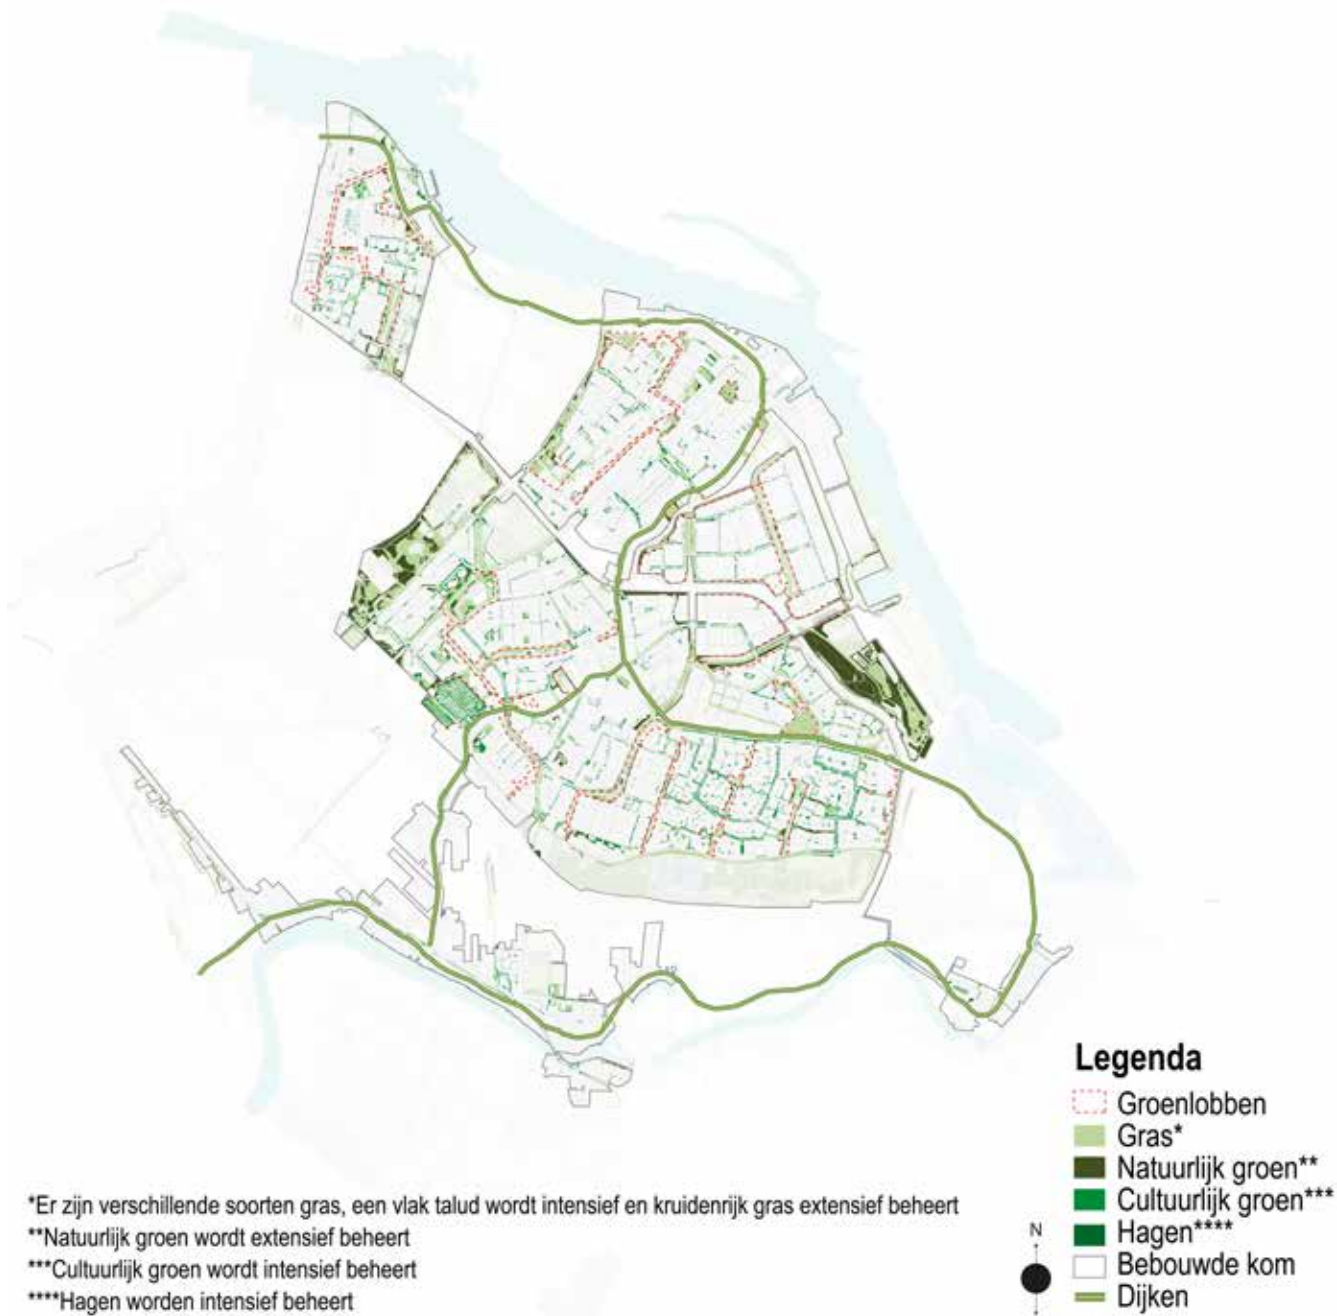 Legenda
Groenlobben
Gras*
Natuurlijk groen**
Cultuurlijk groen***
Hagen****
Bebouwde kom
Dijken
N
*Er zijn verschillende soorten gras, een vlak talud wordt intensief en kruidenrijk gras extensief beheert
**Natuurlijk groen wordt extensief beheert
***Cultuurlijk groen wordt intensief beheert
****Hagen worden intensief beheert